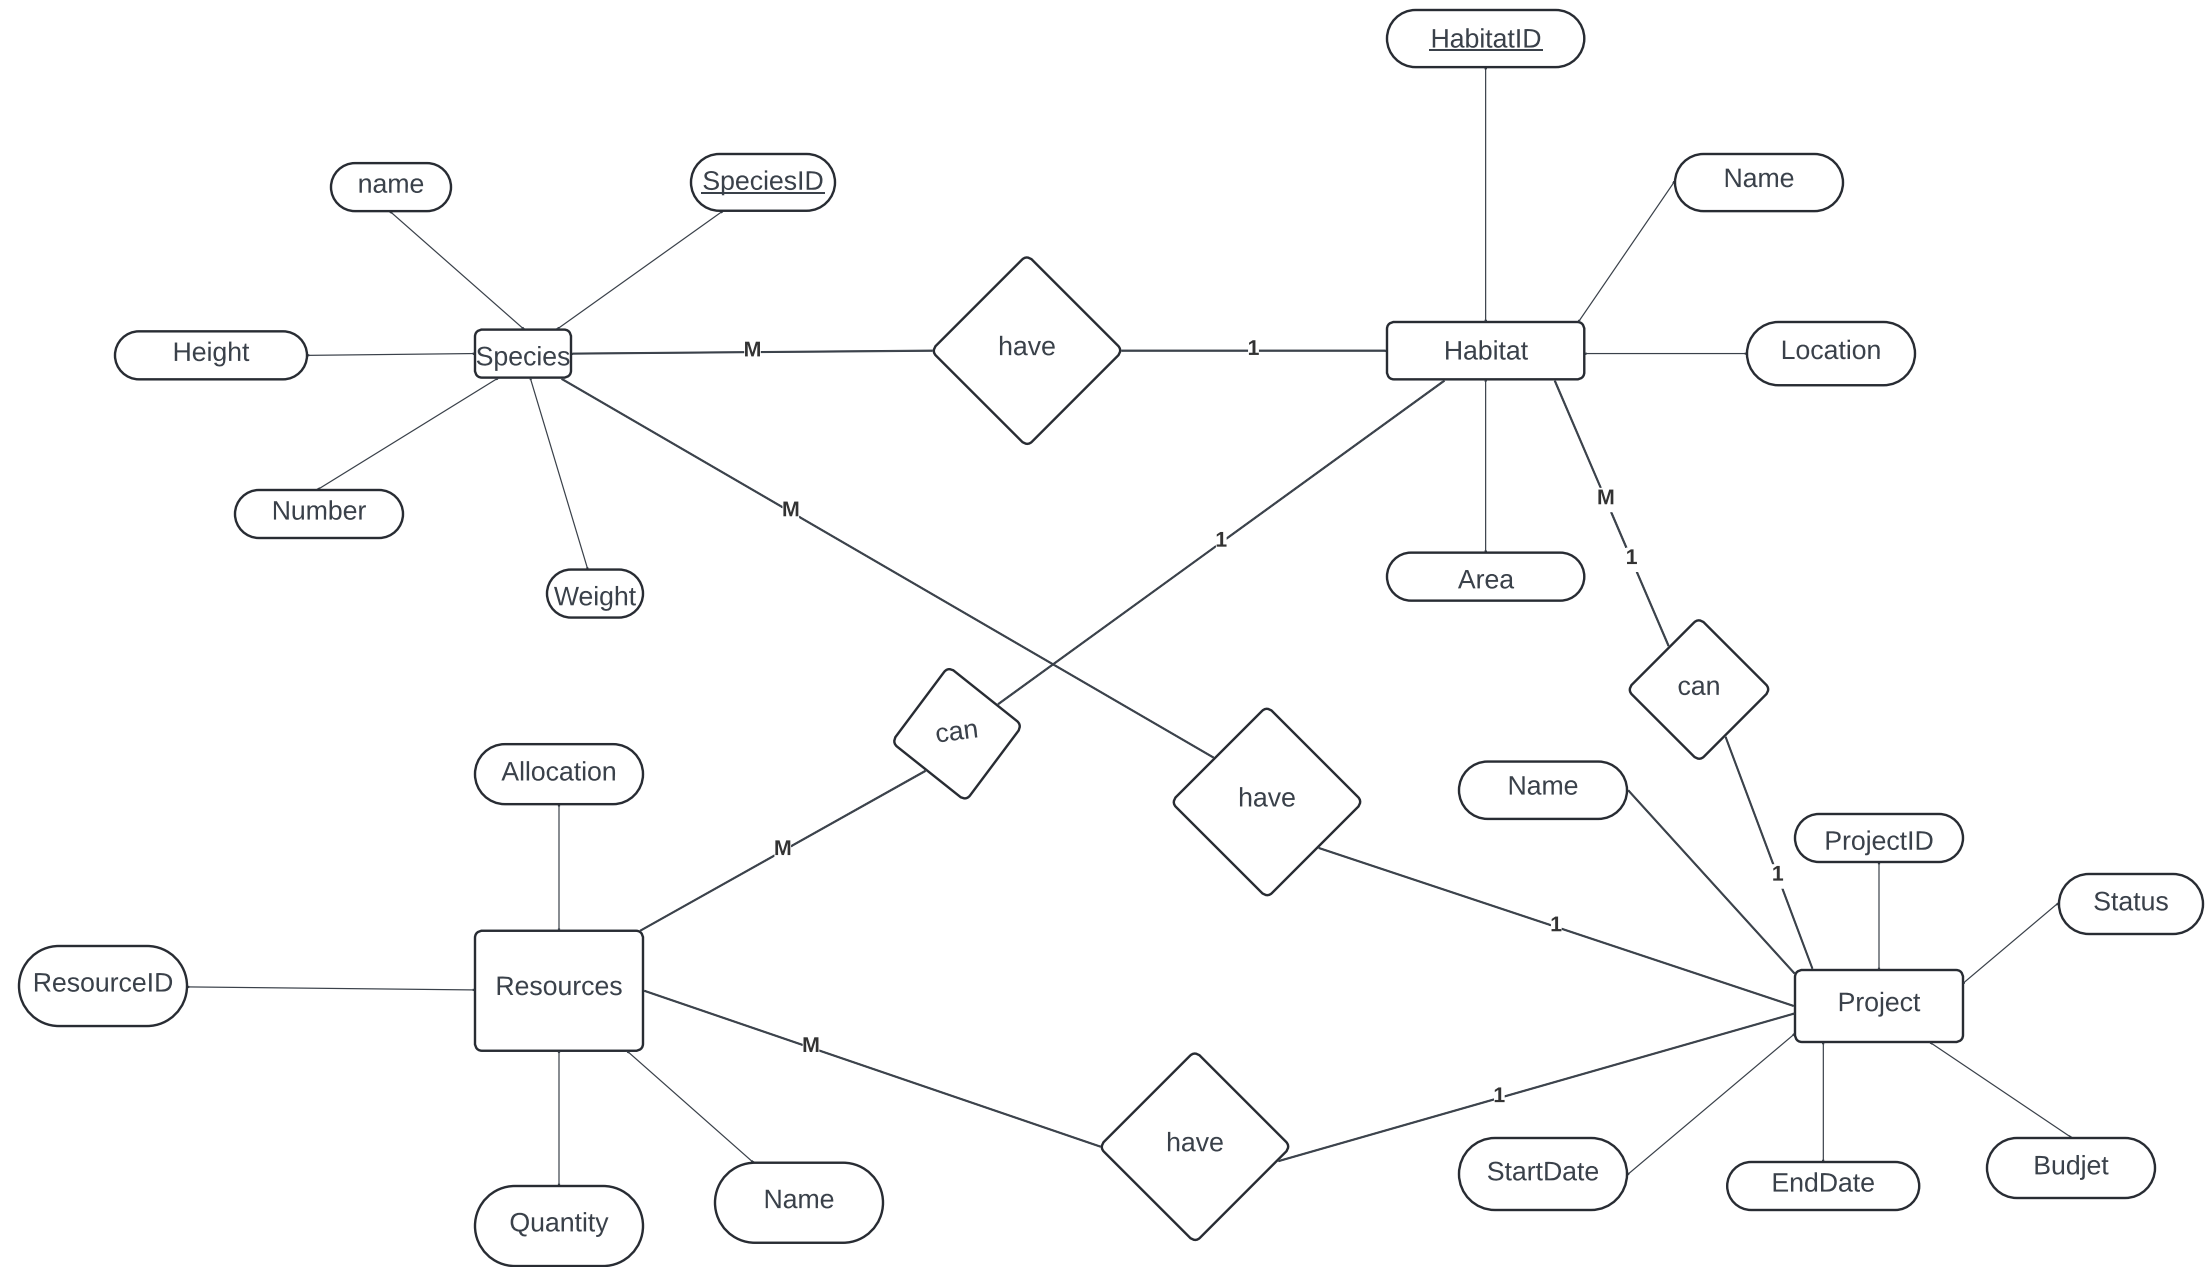 HabitatID
name
SpeciesID
Name
have
Height
Species
M
1
Habitat
Location
M
Number
M
1
1
Area
Weight
can
can
Allocation
have
Name
M
ProjectID
1
Status
1
ResourceID
Resources
Project
M
1
have
StartDate
Budjet
EndDate
Name
Quantity